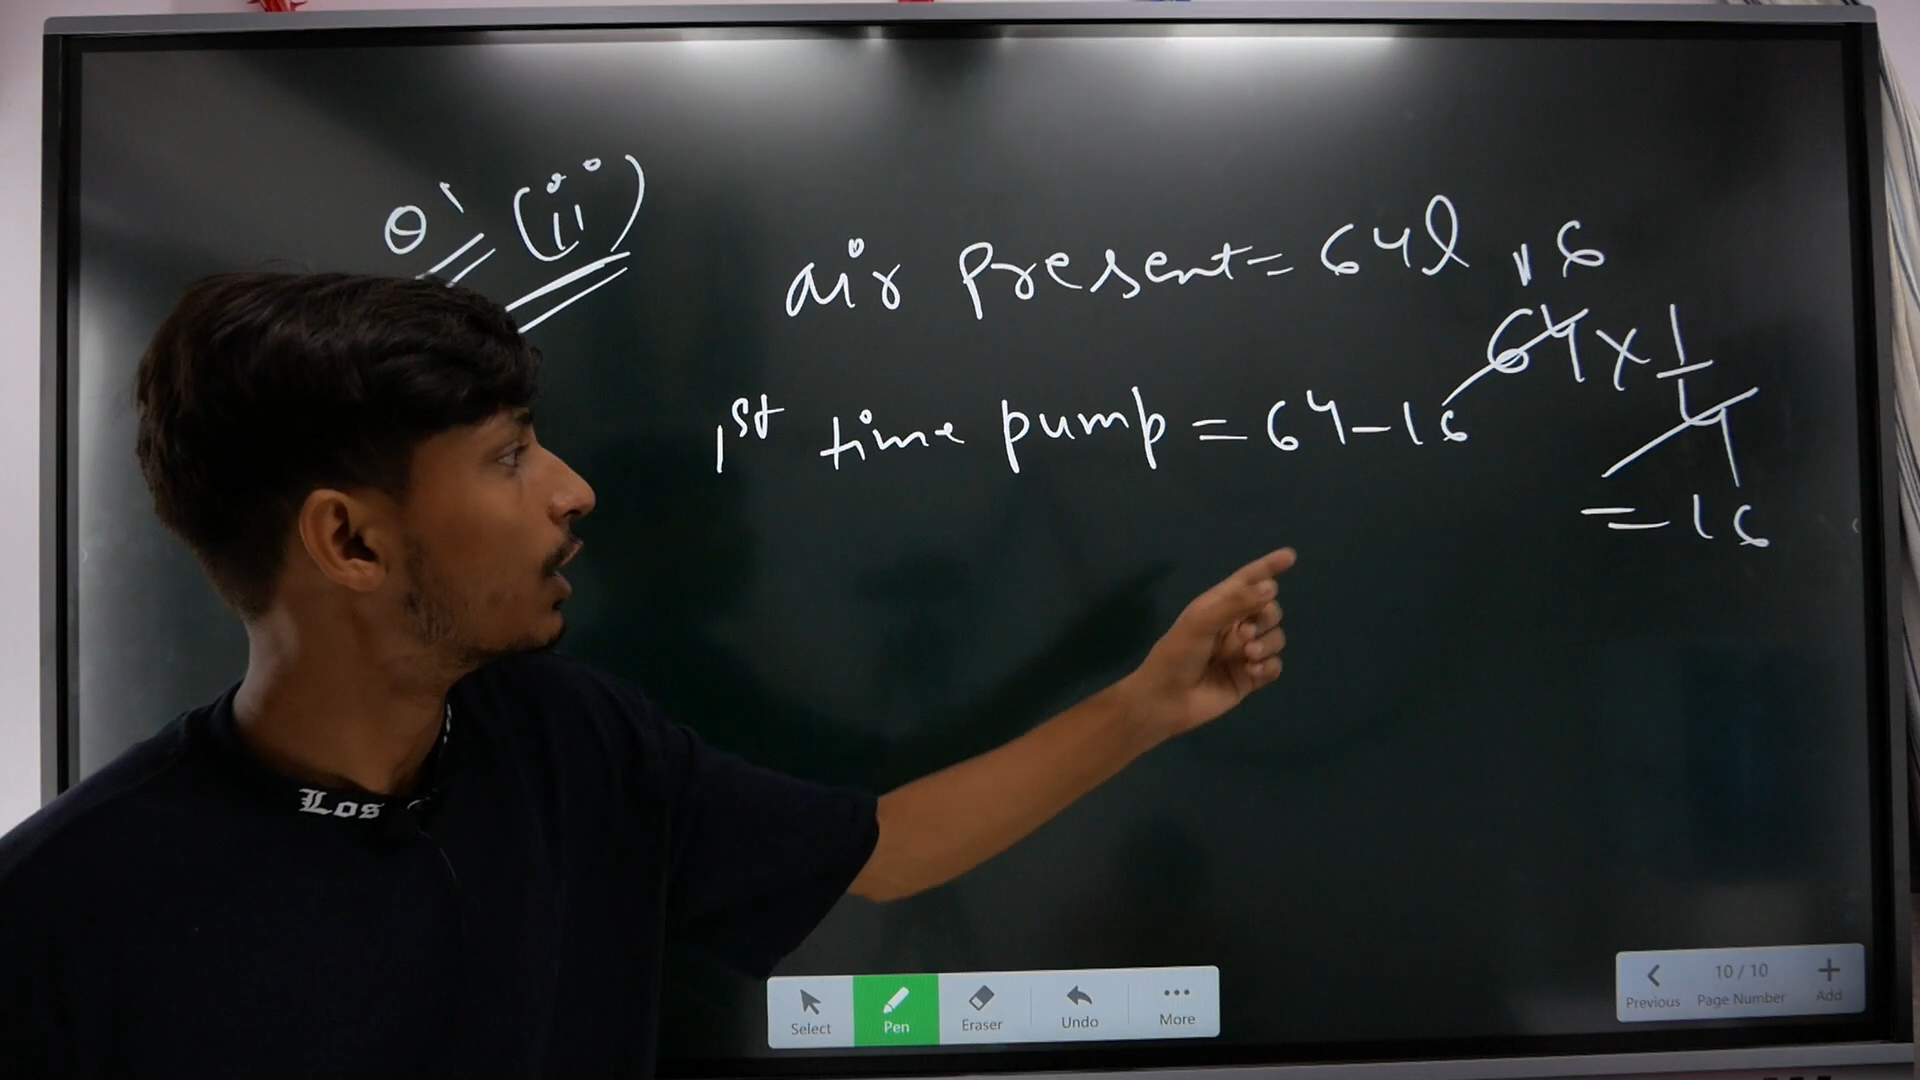 Q (ii)
air present = 64l
16
64 × 1/4
1st time pump = 64 - 16
= 16
Los
Select Pen Eraser Undo More
Previous 10 / 10 Page Number Add